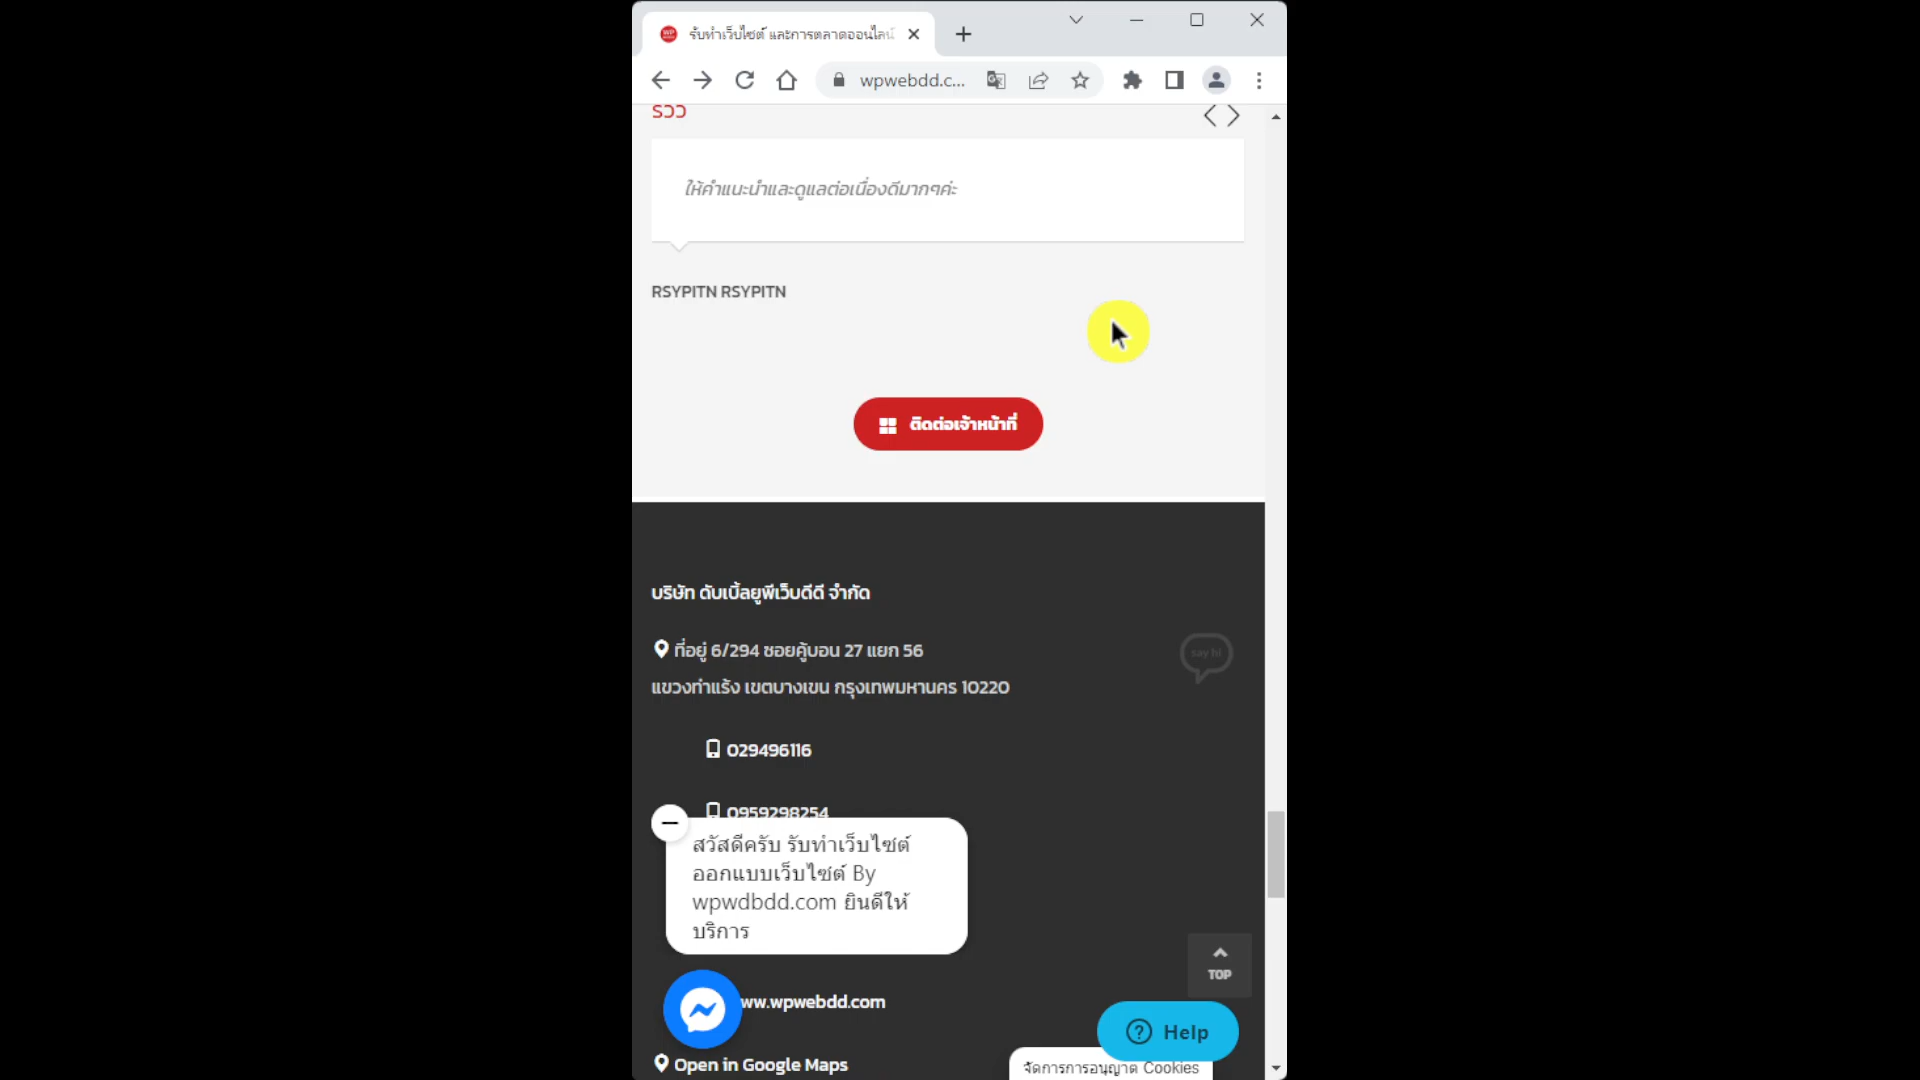 รับทำเว็บไซต์ และการตลาดออนไลน์
wpwebdd.c...
รีวิว
ให้คำแนะนำและดูแลต่อเนื่องดีมากๆค่ะ
RSYPITN RSYPITN
ติดต่อเจ้าหน้าที่
บริษัท ดับเบิ้ลยูพีเว็บดีดี จำกัด
ที่อยู่ 6/294 ซอยคู้บอน 27 แยก 56
แขวงท่าแร้ง เขตบางเขน กรุงเทพมหานคร 10220
say hi
029496116
0959298254
สวัสดีครับ รับทำเว็บไซต์
ออกแบบเว็บไซต์ By
wpwdbdd.com ยินดีให้
บริการ
TOP
ww.wpwebdd.com
Help
Open in Google Maps
จัดการการอนุญาต Cookies